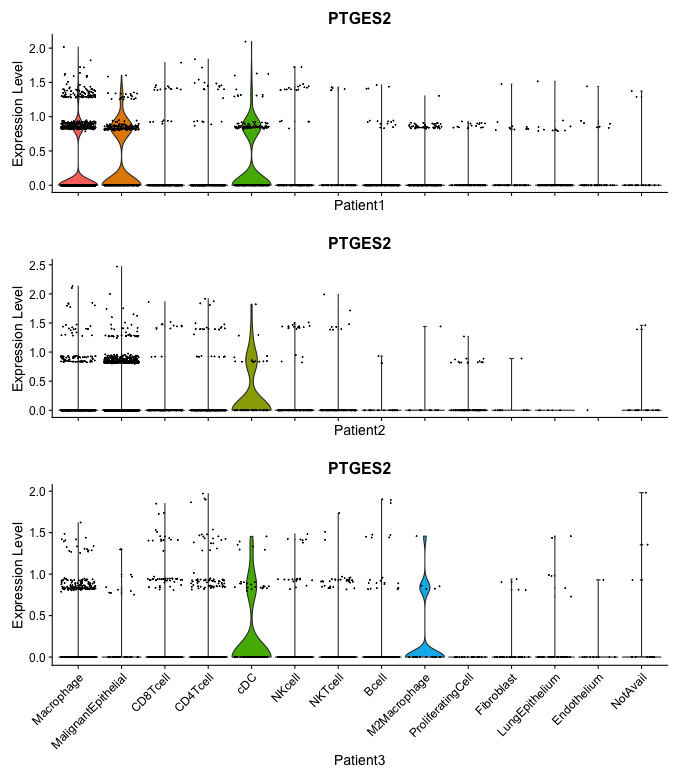 PTGES2
Expression Level
2.0
1.5
1.0
0.5
0.0
Patient1
PTGES2
Expression Level
2.5
2.0
1.5
1.0
0.5
0.0
Patient2
PTGES2
Expression Level
2.0
1.5
1.0
0.5
0.0
Macrophage
MalignantEpithelial
CD8Tcell
CD4Tcell
cDC
NKcell
NKTcell
Bcell
M2Macrophage
ProliferatingCell
Fibroblast
LungEpithelium
Endothelium
NotAvail
Patient3